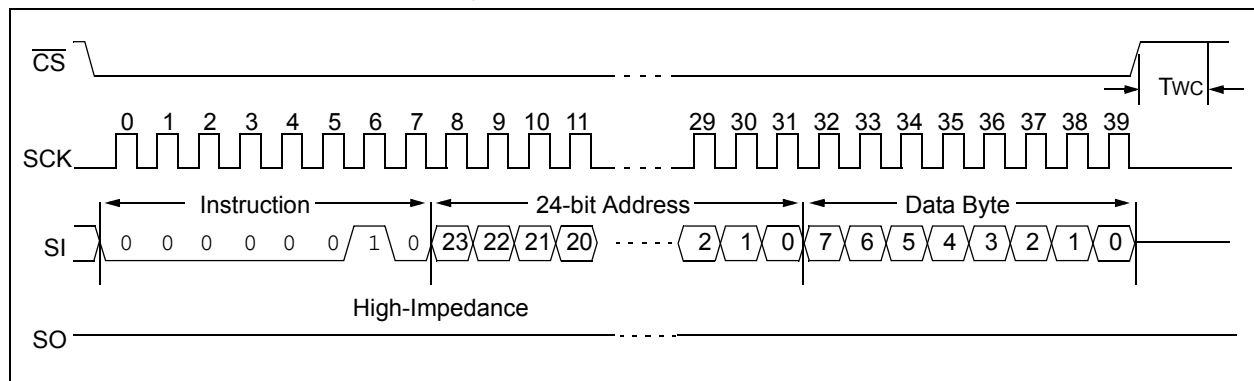 CS
TWC
0 1 2 3 4 5 6 7 8 9 10 11 29 30 31 32 33 34 35 36 37 38 39
SCK
Instruction 24-bit Address Data Byte
SI 0 0 0 0 0 0 1 0 23 22 21 20 2 1 0 7 6 5 4 3 2 1 0
High-Impedance
SO